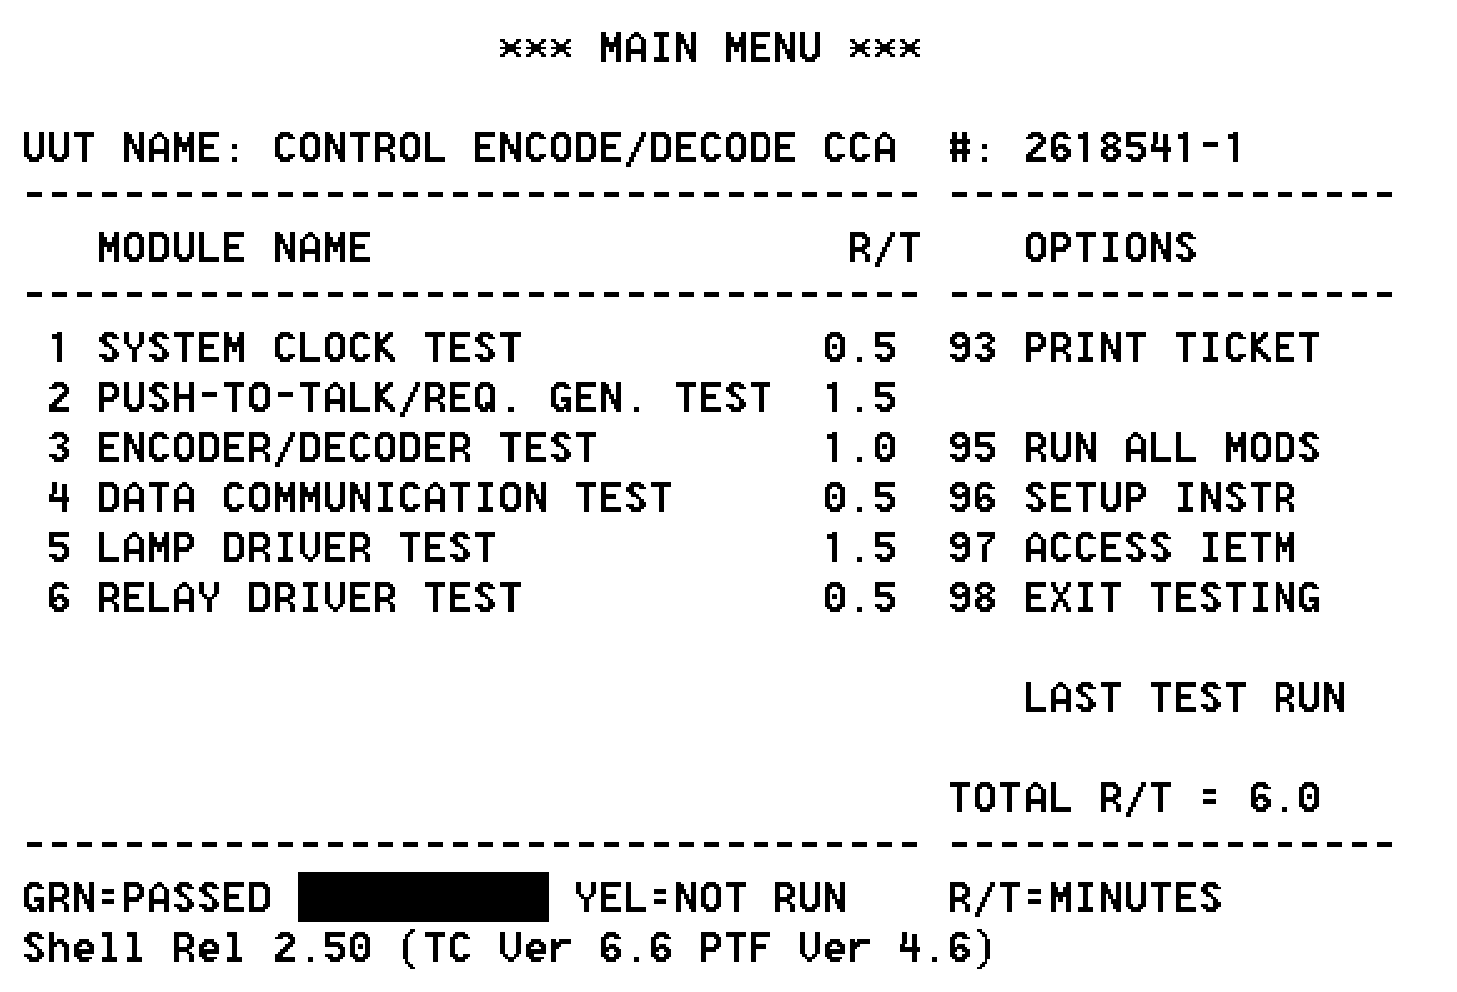 *** MAIN MENU ***
UUT NAME: CONTROL ENCODE/DECODE CCA  #: 2618541-1
------------------------------------ ------------------
   MODULE NAME                   R/T    OPTIONS
------------------------------------ ------------------
 1 SYSTEM CLOCK TEST            0.5  93 PRINT TICKET
 2 PUSH-TO-TALK/REQ. GEN. TEST  1.5
 3 ENCODER/DECODER TEST         1.0  95 RUN ALL MODS
 4 DATA COMMUNICATION TEST      0.5  96 SETUP INSTR
 5 LAMP DRIVER TEST             1.5  97 ACCESS IETM
 6 RELAY DRIVER TEST            0.5  98 EXIT TESTING
LAST TEST RUN
TOTAL R/T = 6.0
------------------------------------ ------------------
GRN=PASSED YEL=NOT RUN    R/T=MINUTES
Shell Rel 2.50 (TC Ver 6.6 PTF Ver 4.6)